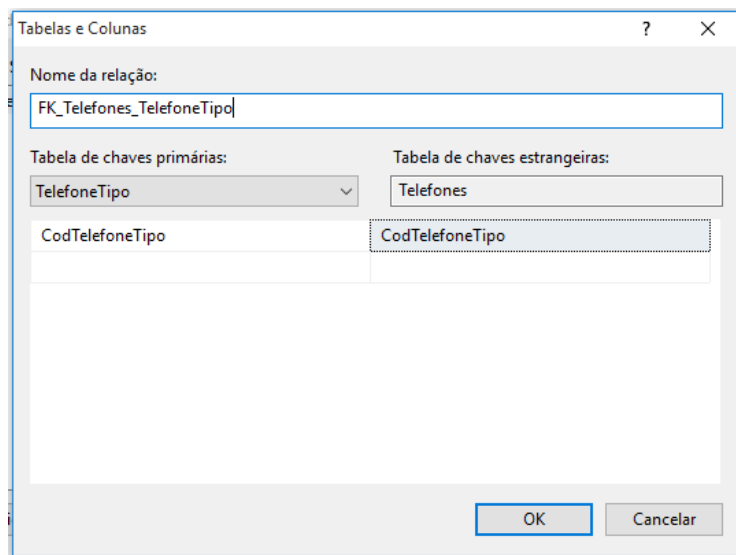 Tabelas e Colunas
Nome da relação:
FK_Telefones_TelefoneTipo
Tabela de chaves primárias: Tabela de chaves estrangeiras:
TelefoneTipo Telefones
CodTelefoneTipo CodTelefoneTipo
OK Cancelar